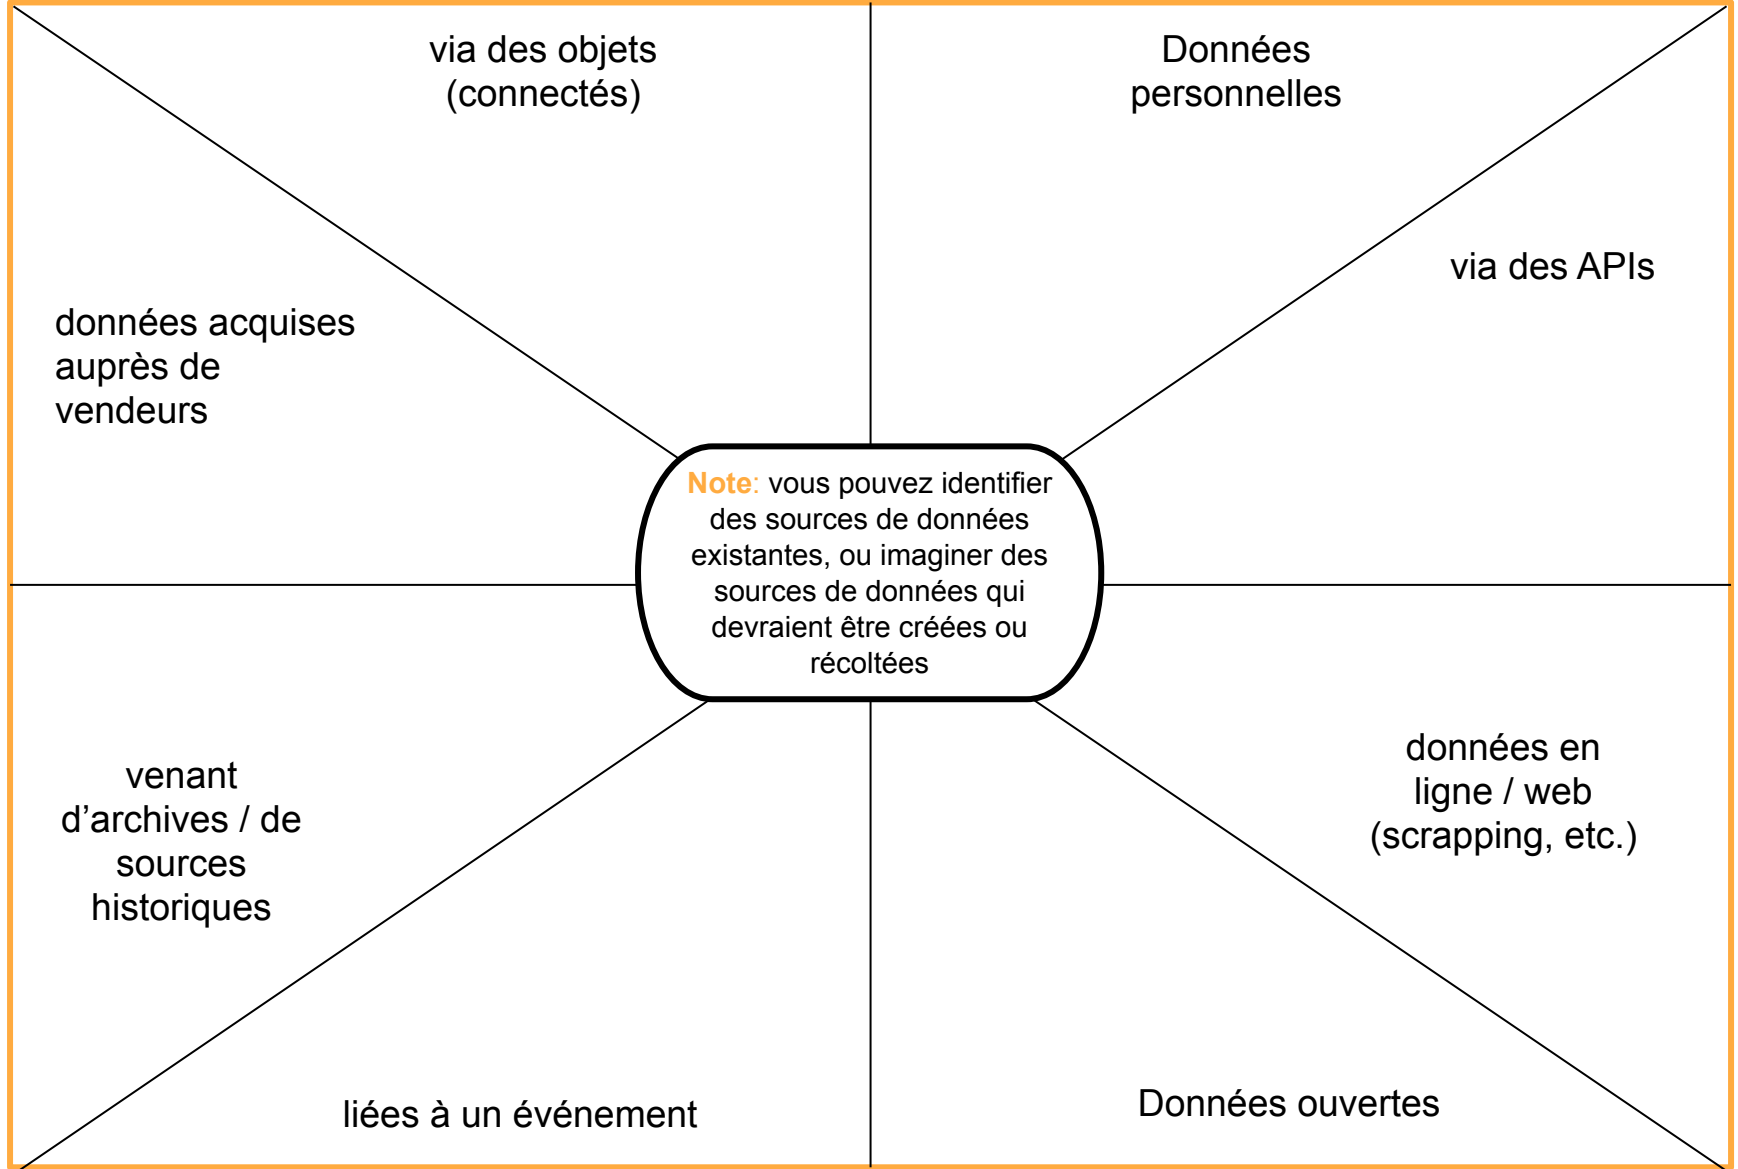 via des objets
(connectés)
Données
personnelles
via des APIs
données acquises
auprès de
vendeurs
Note: vous pouvez identifier
des sources de données
existantes, ou imaginer des
sources de données qui
devraient être créées ou
récoltées
données en
ligne / web
(scrapping, etc.)
venant
d’archives / de
sources
historiques
liées à un événement
Données ouvertes